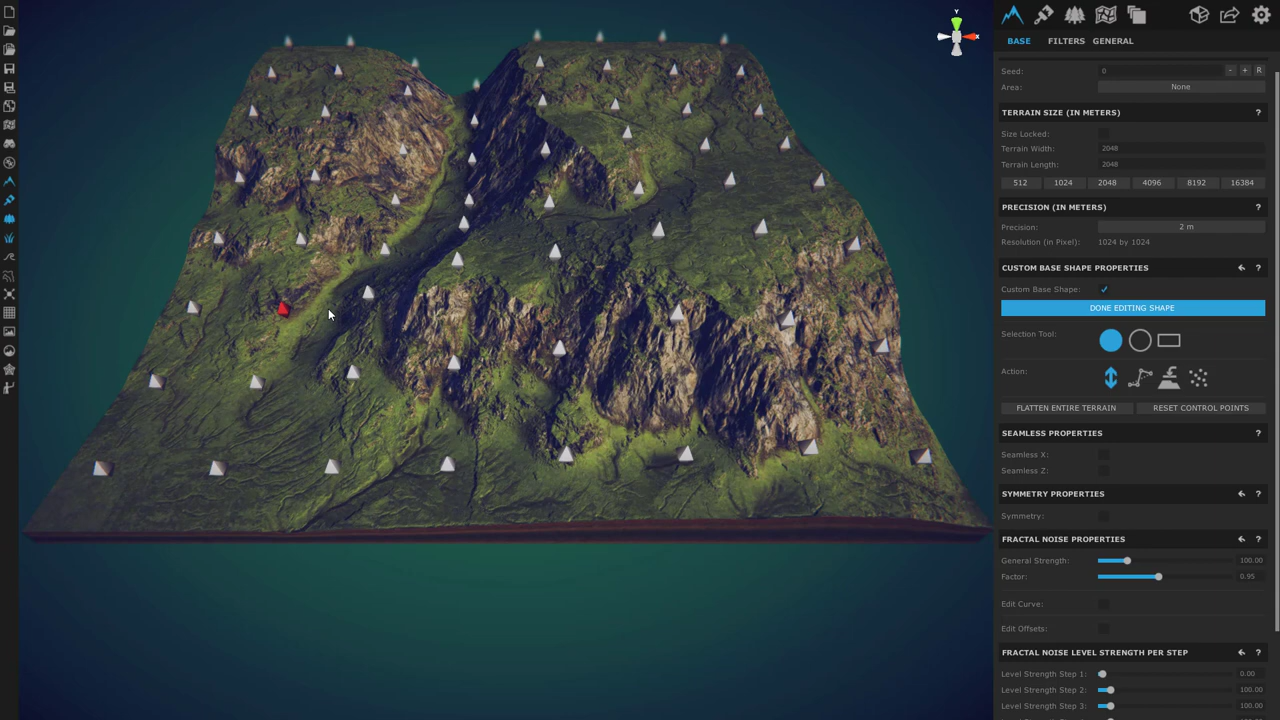 Y
X
BASE FILTERS GENERAL
Seed: 0 - + R
Area: None
TERRAIN SIZE (IN METERS) ?
Size Locked:
Terrain Width: 2048
Terrain Length: 2048
512 1024 2048 4096 8192 16384
PRECISION (IN METERS) ?
Precision: 2 m
Resolution (in Pixel): 1024 by 1024
CUSTOM BASE SHAPE PROPERTIES ?
Custom Base Shape:
DONE EDITING SHAPE
Selection Tool:
Action:
FLATTEN ENTIRE TERRAIN RESET CONTROL POINTS
SEAMLESS PROPERTIES ?
Seamless X:
Seamless Z:
SYMMETRY PROPERTIES ?
Symmetry:
FRACTAL NOISE PROPERTIES ?
General Strength: 100.00
Factor: 0.95
Edit Curve:
Edit Offsets:
FRACTAL NOISE LEVEL STRENGTH PER STEP ?
Level Strength Step 1: 0.00
Level Strength Step 2: 100.00
Level Strength Step 3: 100.00